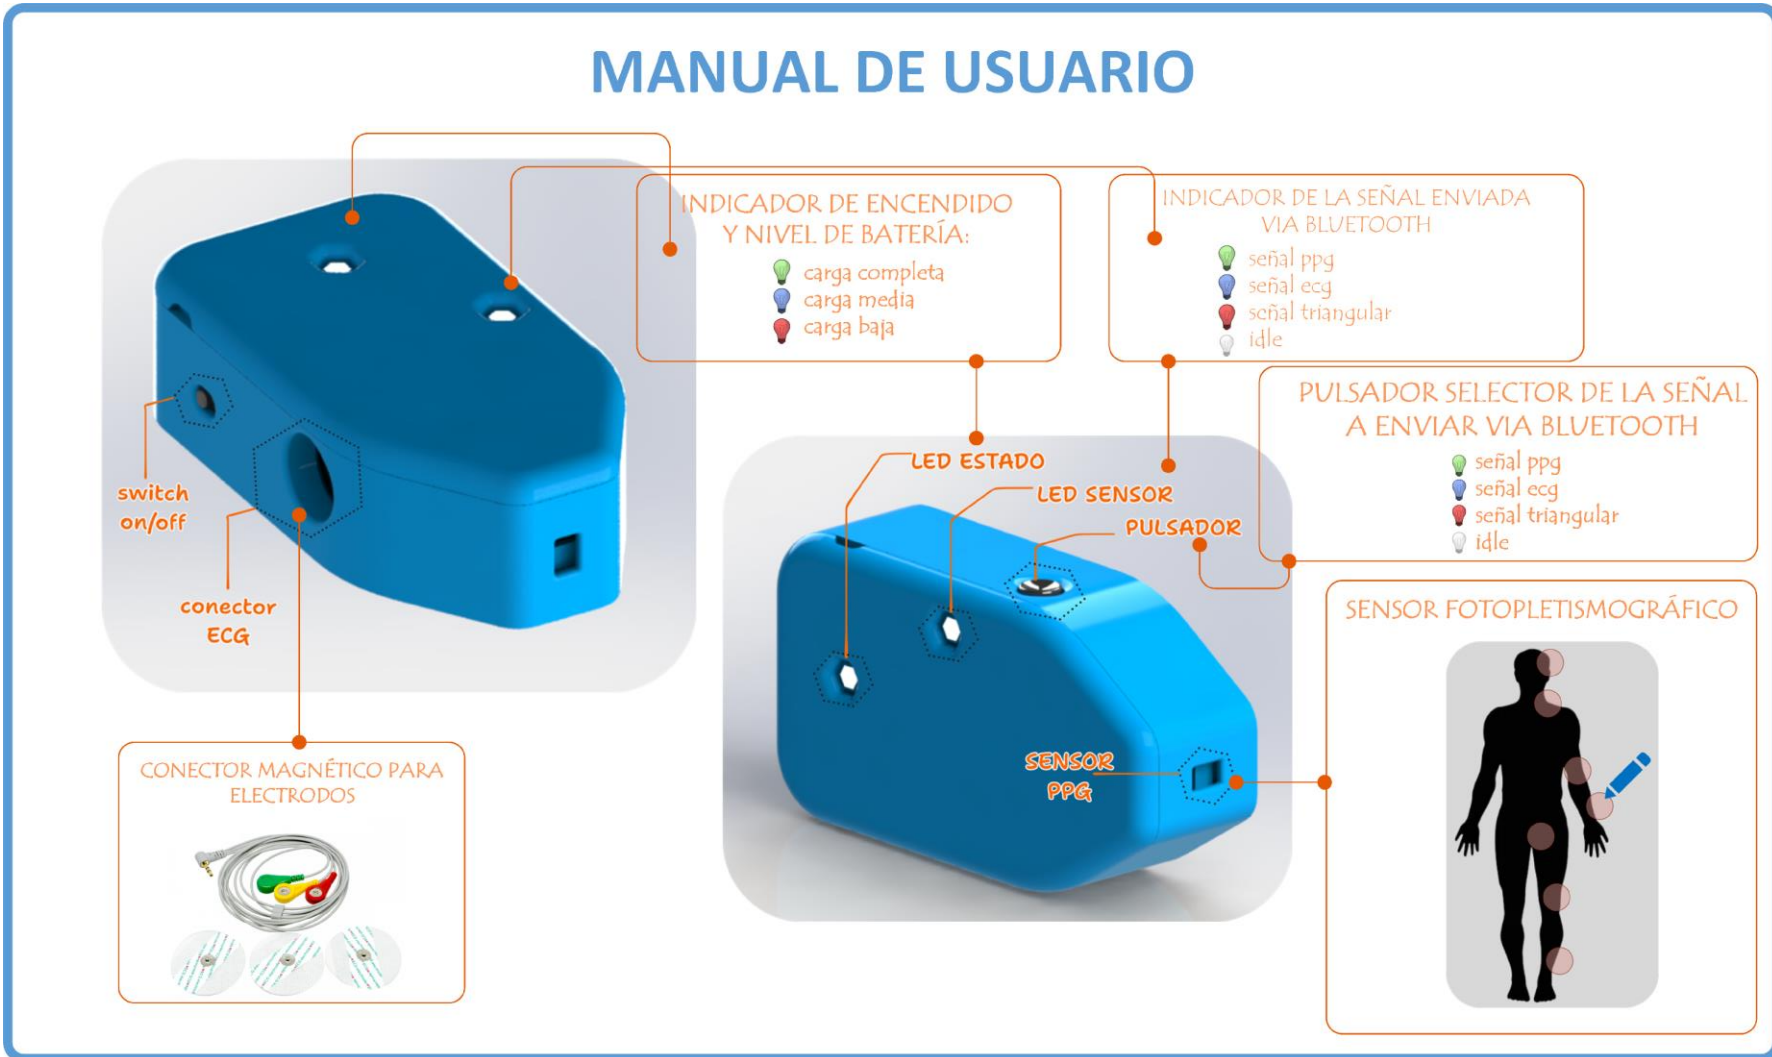 MANUAL DE USUARIO
INDICADOR DE ENCENDIDO
Y NIVEL DE BATERÍA:
carga completa
carga media
carga baja
INDICADOR DE LA SEÑAL ENVIADA
VIA BLUETOOTH
señal ppg
señal ecg
señal triangular
idle
PULSADOR SELECTOR DE LA SEÑAL
A ENVIAR VIA BLUETOOTH
señal ppg
señal ecg
señal triangular
idle
switch
on/off
conector
ECG
LED ESTADO
LED SENSOR
PULSADOR
SENSOR
PPG
SENSOR FOTOPLETISMOGRÁFICO
CONECTOR MAGNÉTICO PARA
ELECTRODOS